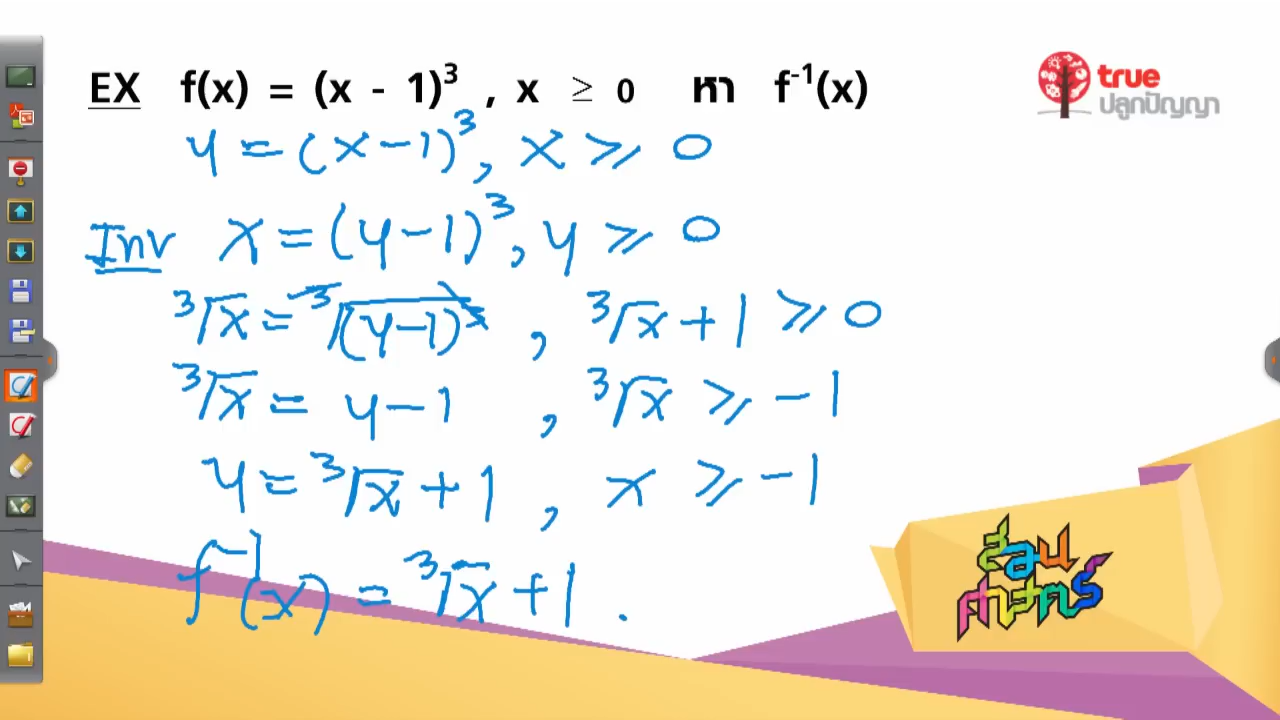 EX f(x) = (x - 1)³ , x ≥ 0 หา f⁻¹(x)
true
ปลูกปัญญา
y = (x-1)³, x ≥ 0
Inv x = (y-1)³, y ≥ 0
³√x = ³√(y-1)³ , ³√x + 1 ≥ 0
³√x = y - 1 , ³√x ≥ -1
y = ³√x + 1 , x ≥ -1
f⁻¹(x) = ³√x + 1 .
สอน
ศาสตร์